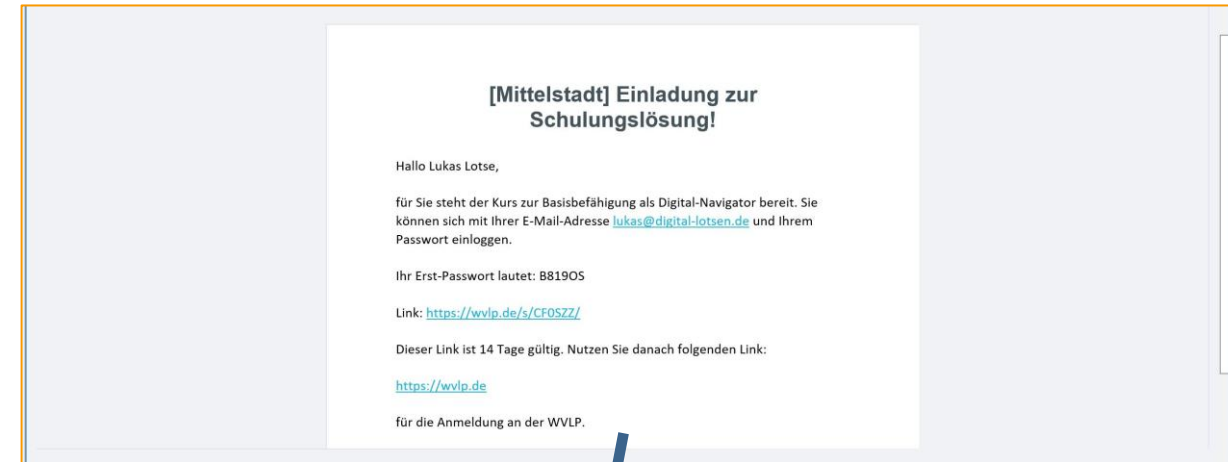 [Mittelstadt] Einladung zur
Schulungslösung!
Hallo Lukas Lotse,
für Sie steht der Kurs zur Basisbefähigung als Digital-Navigator bereit. Sie
können sich mit Ihrer E-Mail-Adresse lukas@digital-lotsen.de und Ihrem
Passwort einloggen.
Ihr Erst-Passwort lautet: B819OS
Link: https://wvlp.de/s/CF0SZZ/
Dieser Link ist 14 Tage gültig. Nutzen Sie danach folgenden Link:
https://wvlp.de
für die Anmeldung an der WVLP.